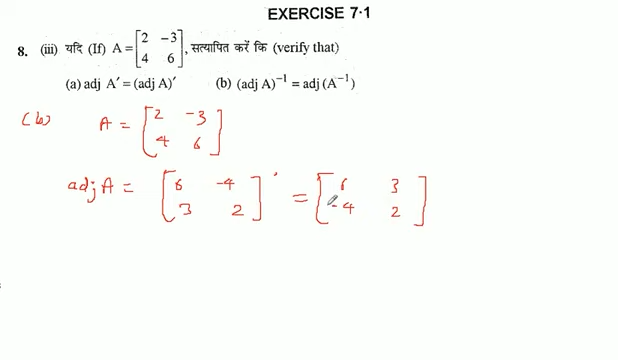 EXERCISE 7·1
8. (iii) यदि (If) A = [2 −3; 4 6], सत्यापित करें कि (verify that)
(a) adj A′ = (adj A)′ (b) (adj A)⁻¹ = adj (A⁻¹)
(b) A = [2 -3; 4 6]
adj A = [6 -4; 3 2]′ = [6 3; -4 2]